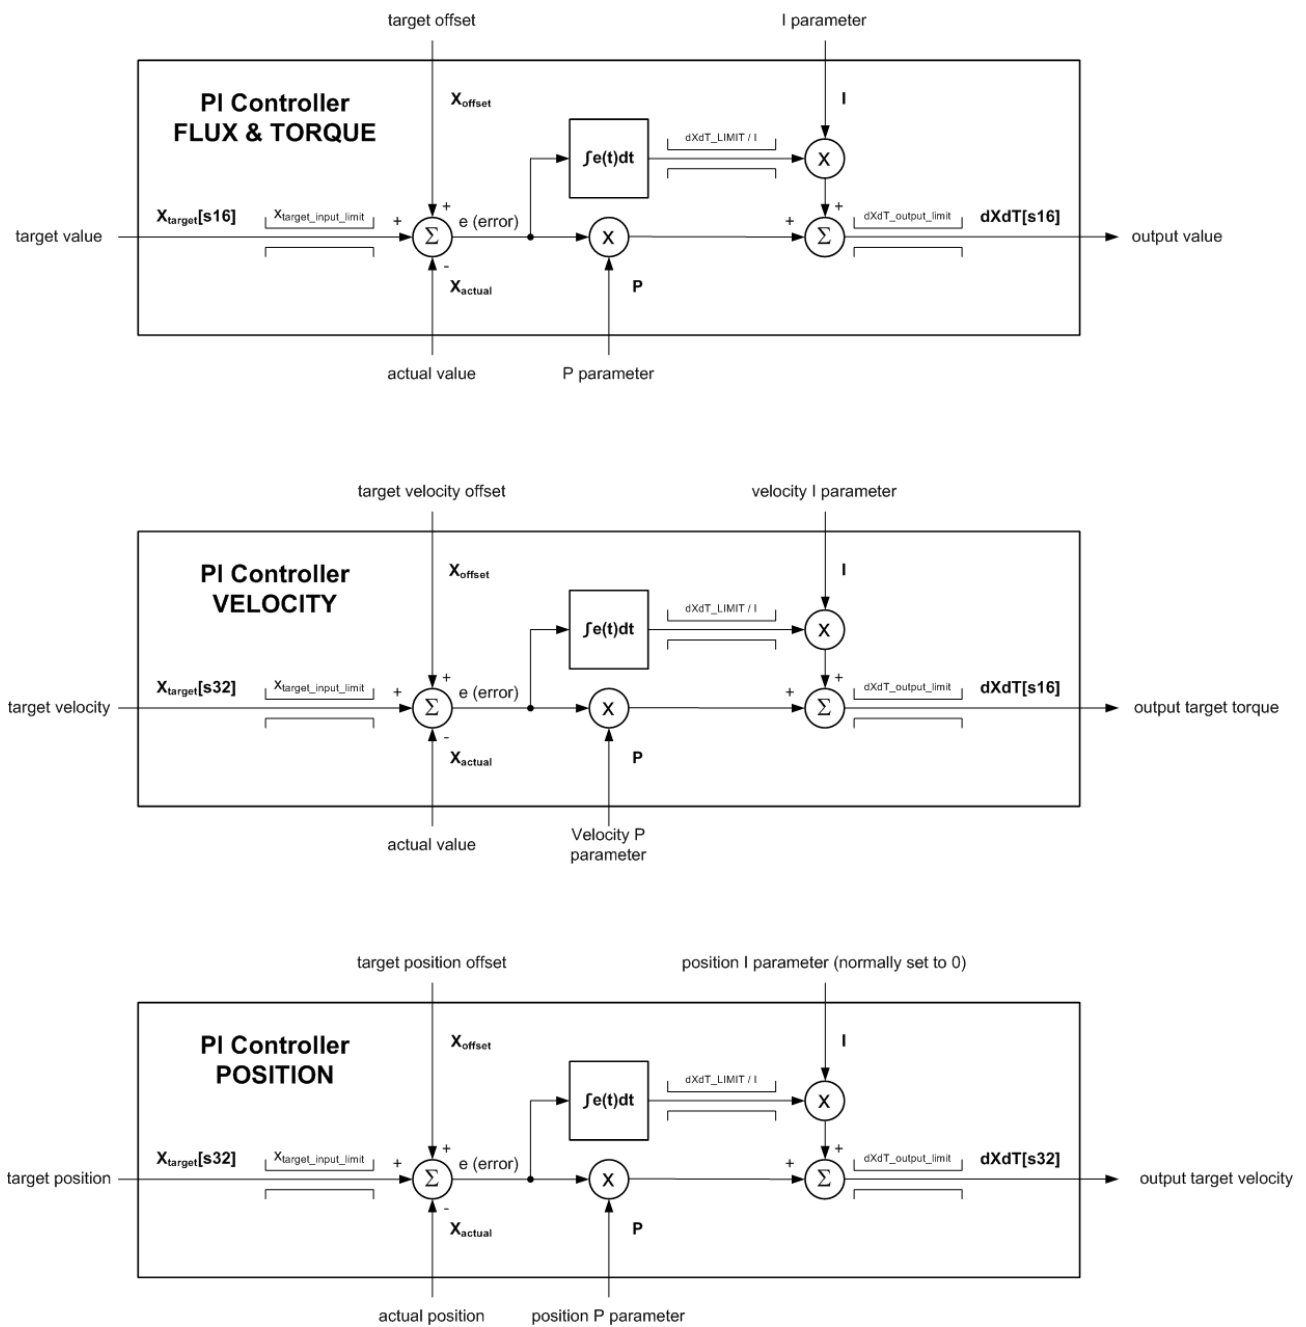 target offset
I parameter
PI Controller
FLUX & TORQUE
Xoffset
I
∫e(t)dt
dXdT_LIMIT / I
X
Xtarget[s16]
Xtarget_input_limit
+
+
e (error)
+
+
dXdT_output_limit
dXdT[s16]
target value
Σ
X
Σ
output value
-
Xactual
P
actual value
P parameter
target velocity offset
velocity I parameter
PI Controller
VELOCITY
Xoffset
I
∫e(t)dt
dXdT_LIMIT / I
X
Xtarget[s32]
Xtarget_input_limit
+
+
e (error)
+
+
dXdT_output_limit
dXdT[s16]
target velocity
Σ
X
Σ
output target torque
-
Xactual
P
actual value
Velocity P
parameter
target position offset
position I parameter (normally set to 0)
PI Controller
POSITION
Xoffset
I
∫e(t)dt
dXdT_LIMIT / I
X
Xtarget[s32]
Xtarget_input_limit
+
+
e (error)
+
+
dXdT_output_limit
dXdT[s32]
target position
Σ
X
Σ
output target velocity
-
Xactual
P
actual position
position P parameter